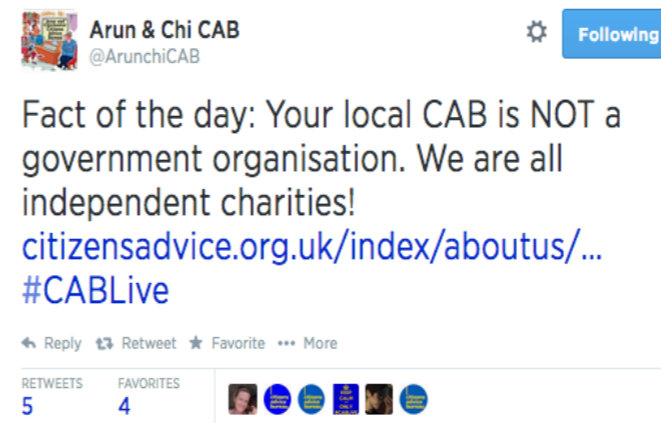 Arun & Chi CAB
@ArunchiCAB
Following
Fact of the day: Your local CAB is NOT a
government organisation. We are all
independent charities!
citizensadvice.org.uk/index/aboutus/...
#CABLive
Reply Retweet Favorite More
RETWEETS FAVORITES
5 4